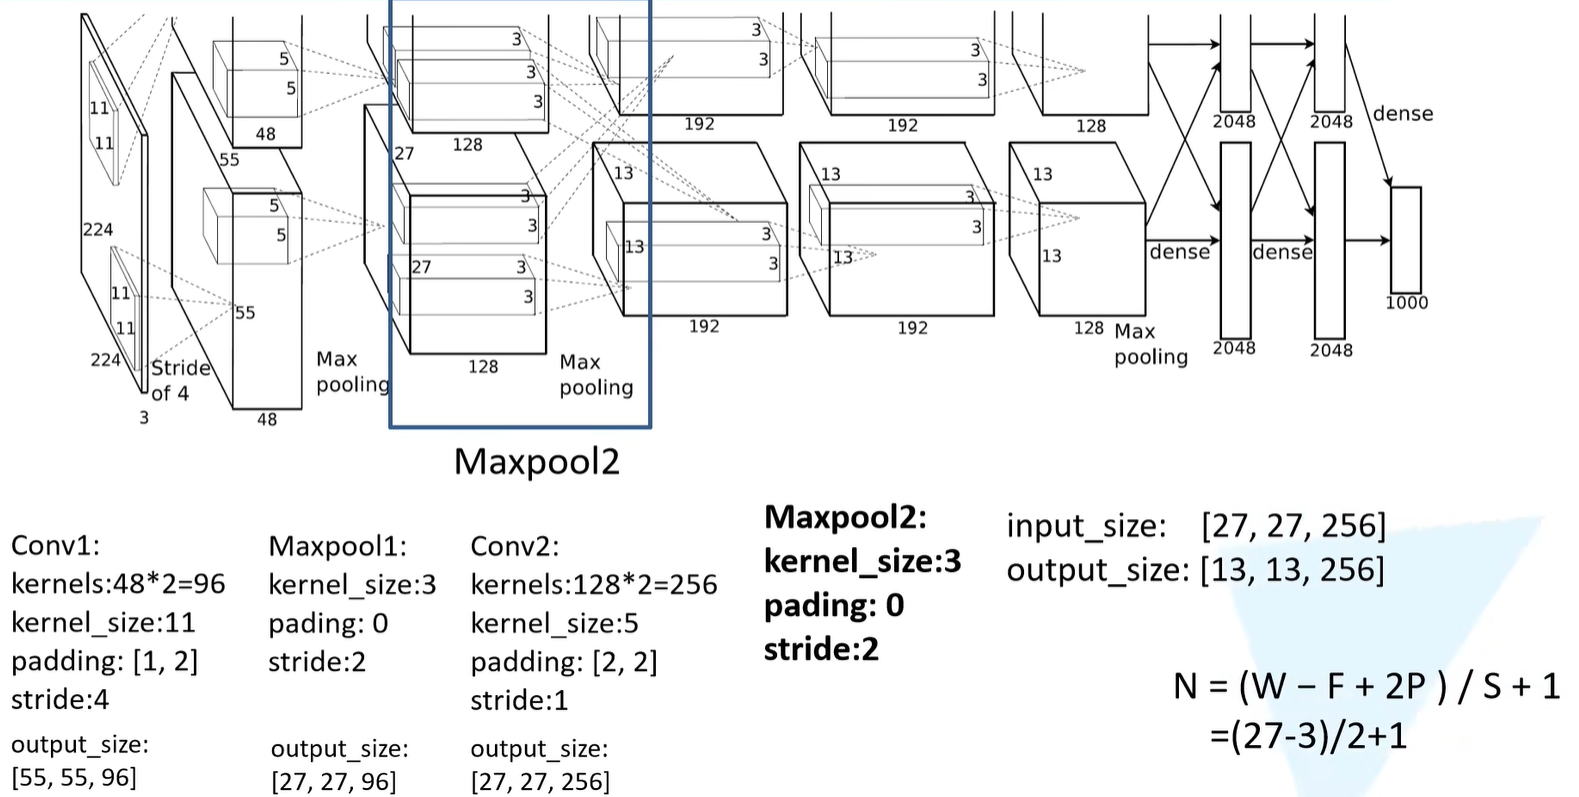 11
11
11
11
224
224
3
Stride
of 4
5
5
48
55
5
5
55
48
Max
pooling
3
3
3
128
27
3
3
27
3
3
128
Max
pooling
3
3
192
13
13
3
3
192
3
3
192
13
3
3
13
192
128
13
13
128
Max
pooling
dense
2048
2048
dense
2048
2048
dense
1000
Maxpool2
Conv1:
kernels:48*2=96
kernel_size:11
padding: [1, 2]
stride:4
output_size:
[55, 55, 96]
Maxpool1:
kernel_size:3
pading: 0
stride:2
output_size:
[27, 27, 96]
Conv2:
kernels:128*2=256
kernel_size:5
padding: [2, 2]
stride:1
output_size:
[27, 27, 256]
Maxpool2:
kernel_size:3
pading: 0
stride:2
input_size: [27, 27, 256]
output_size: [13, 13, 256]
N = (W − F + 2P ) / S + 1
=(27-3)/2+1